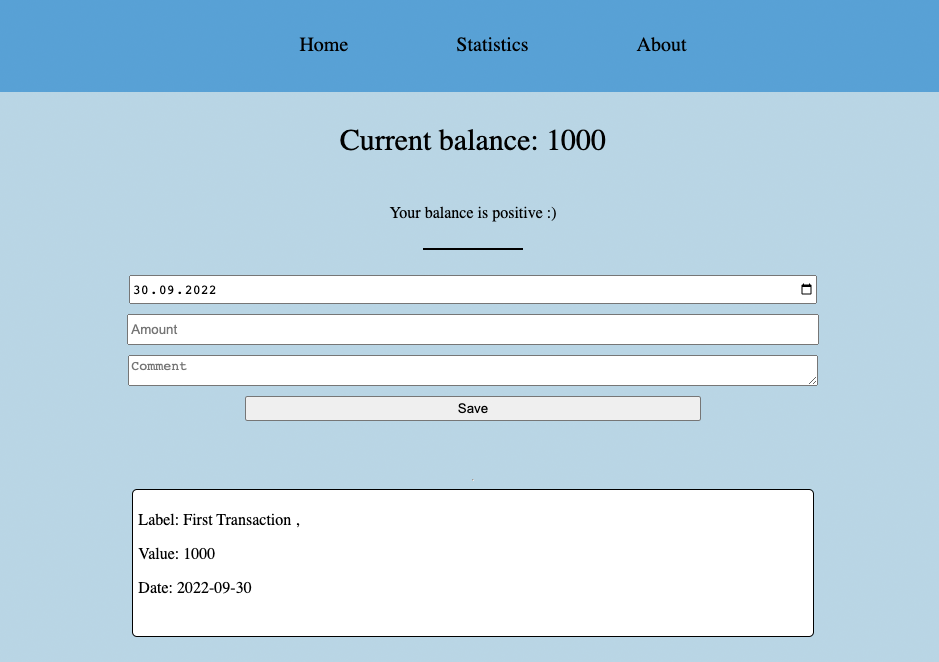 Home Statistics About
Current balance: 1000
Your balance is positive :)
30.09.2022
Amount
Comment
Save
Label: First Transaction ,
Value: 1000
Date: 2022-09-30